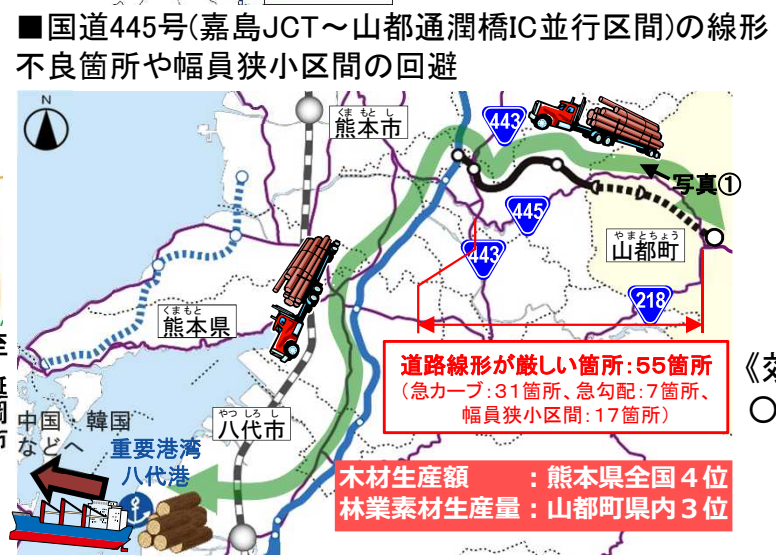 ■国道445号(嘉島JCT～山都通潤橋IC並行区間)の線形
不良箇所や幅員狭小区間の回避
N
くまもとし
熊本市
443
写真①
445
やまとちょう
山都町
443
218
くまもと
熊本県
道路線形が厳しい箇所：55箇所
（急カーブ：31箇所、急勾配：7箇所、
幅員狭小区間：17箇所）
やつしろし
八代市
中国・韓国
などへ
重要港湾
八代港
木材生産額　　：熊本県全国４位
林業素材生産量：山都町県内３位
《効
○